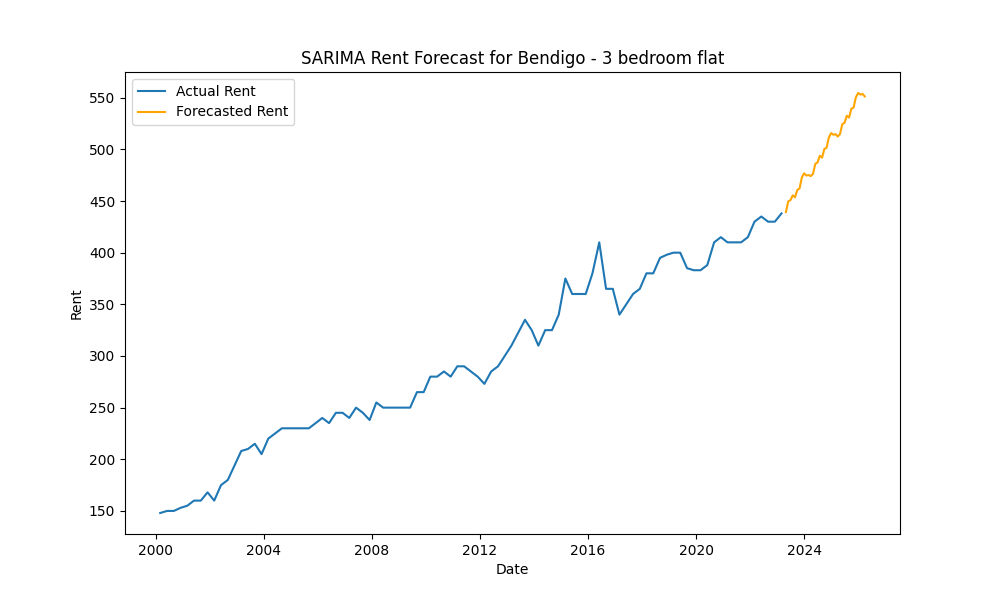 SARIMA Rent Forecast for Bendigo - 3 bedroom flat
Actual Rent
Forecasted Rent
550
500
450
400
350
300
250
200
150
Rent
2000 2004 2008 2012 2016 2020 2024
Date